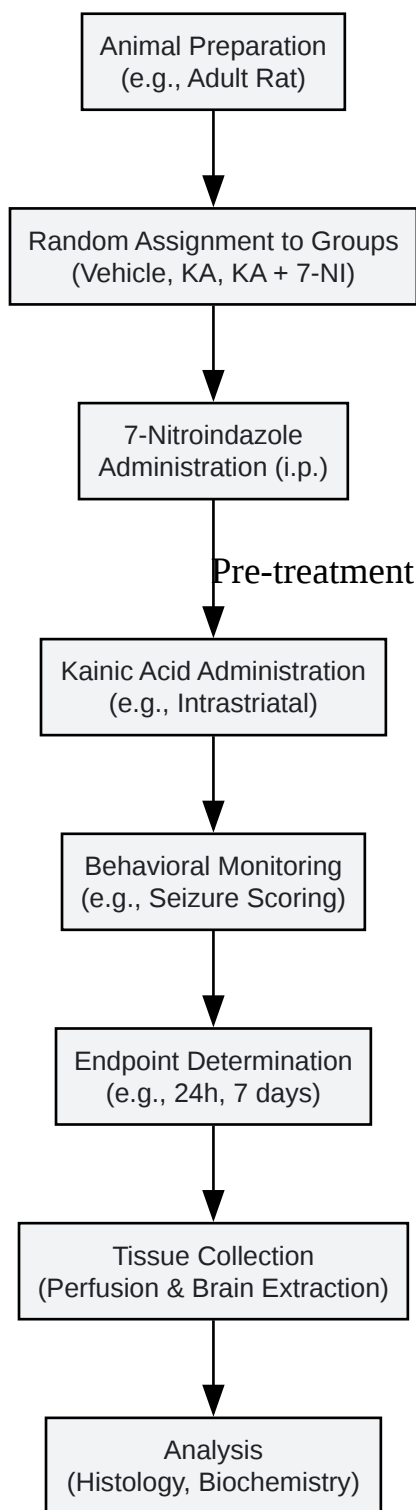 Animal Preparation
(e.g., Adult Rat)
Random Assignment to Groups
(Vehicle, KA, KA + 7-NI)
7-Nitroindazole
Administration (i.p.)
Pre-treatment
Kainic Acid Administration
(e.g., Intrastriatal)
Behavioral Monitoring
(e.g., Seizure Scoring)
Endpoint Determination
(e.g., 24h, 7 days)
Tissue Collection
(Perfusion & Brain Extraction)
Analysis
(Histology, Biochemistry)